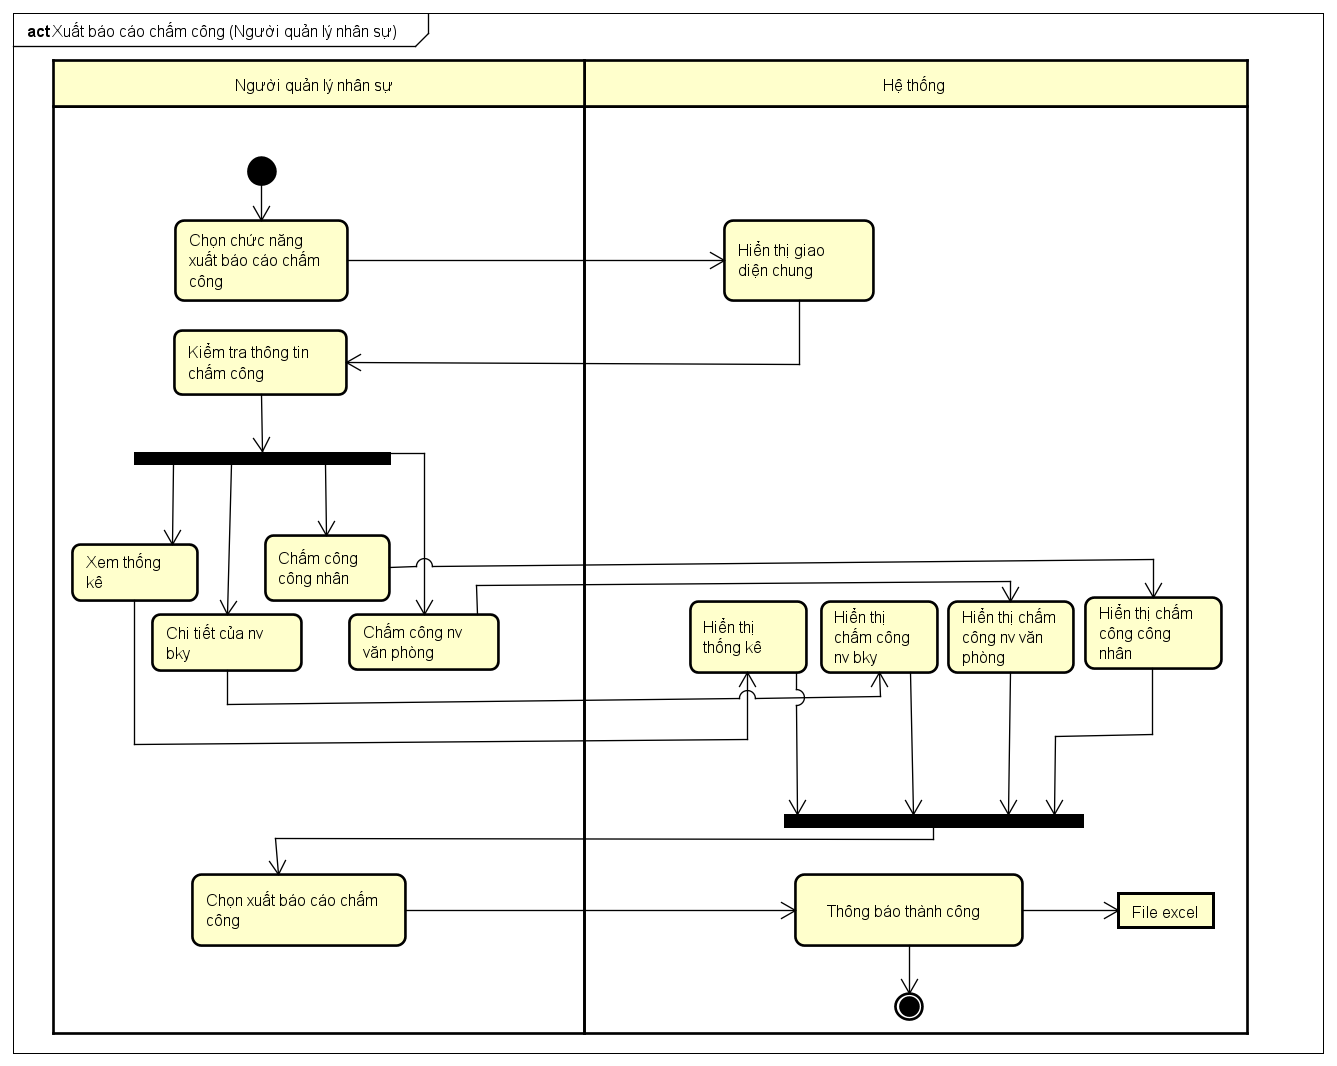 act Xuất báo cáo chấm công (Người quản lý nhân sự)
Người quản lý nhân sự
Hệ thống
Chọn chức năng
xuất báo cáo chấm
công
Hiển thị giao
diện chung
Kiểm tra thông tin
chấm công
Xem thống
kê
Chấm công
công nhân
Chi tiết của nv
bky
Chấm công nv
văn phòng
Hiển thị
thống kê
Hiển thị
chấm công
nv bky
Hiển thị chấm
công nv văn
phòng
Hiển thị chấm
công công
nhân
Chọn xuất báo cáo chấm
công
Thông báo thành công
File excel